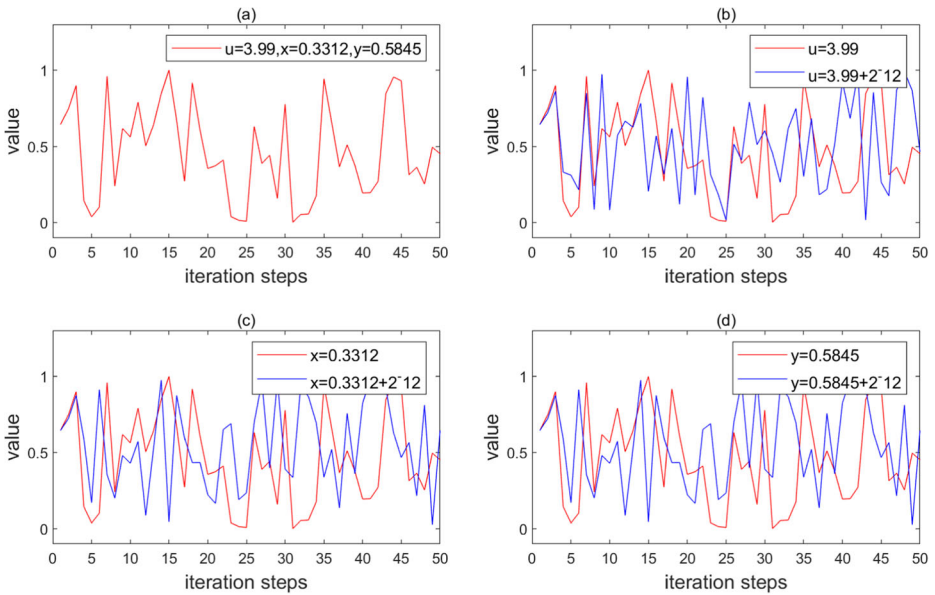 (a)
u=3.99,x=0.3312,y=0.5845
1
0.5
0
value
0 5 10 15 20 25 30 35 40 45 50
iteration steps
(b)
u=3.99
u=3.99+2^-12
1
0.5
0
value
0 5 10 15 20 25 30 35 40 45 50
iteration steps
(c)
x=0.3312
x=0.3312+2^-12
1
0.5
0
value
0 5 10 15 20 25 30 35 40 45 50
iteration steps
(d)
y=0.5845
y=0.5845+2^-12
1
0.5
0
value
0 5 10 15 20 25 30 35 40 45 50
iteration steps